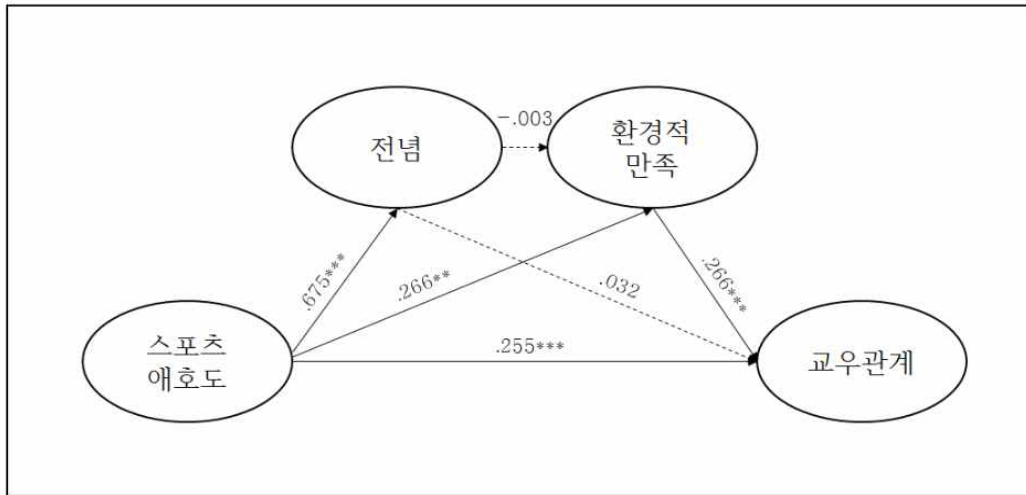 -.003
전념
환경적
만족
.675***
.266**
.032
.266***
스포츠
애호도
.255***
교우관계